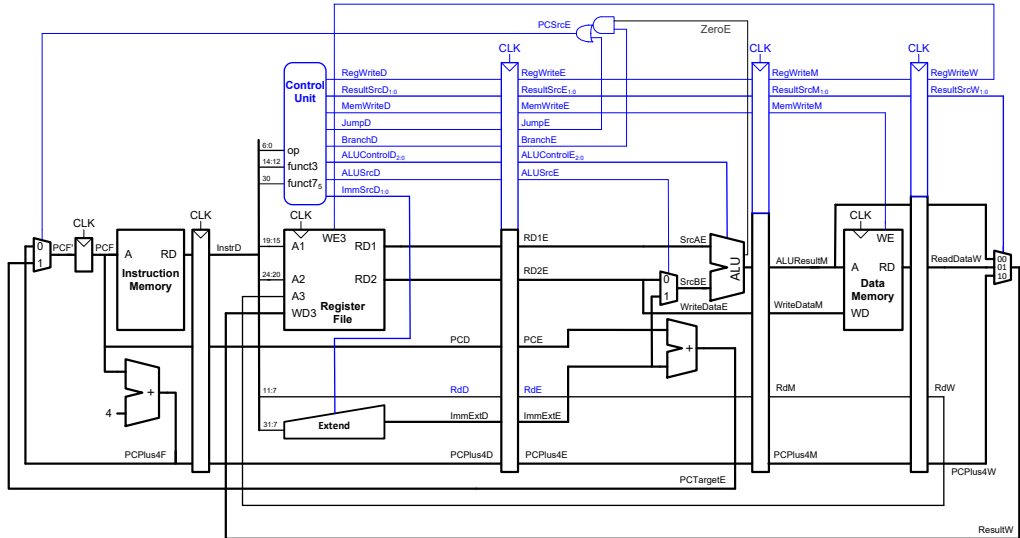 PCSrcE
ZeroE
CLK
CLK
CLK
Control
Unit
RegWriteD
RegWriteE
RegWriteM
RegWriteW
ResultSrcD1:0
ResultSrcE1:0
ResultSrcM1:0
ResultSrcW1:0
MemWriteD
MemWriteE
MemWriteM
JumpD
JumpE
BranchD
BranchE
6:0
op
14:12
funct3
ALUControlD2:0
ALUControlE2:0
30
funct75
ALUSrcD
ALUSrcE
ImmSrcD1:0
CLK
CLK
CLK
CLK
0
1
PCF'
PCF
A
RD
Instruction
Memory
InstrD
19:15
A1
WE3
RD1
RD1E
SrcAE
24:20
A2
RD2
RD2E
A3
WD3
Register
File
0
1
SrcBE
ALU
ALUResultM
WE
A
RD
Data
Memory
WD
ReadDataW
00
01
10
WriteDataE
WriteDataM
PCD
PCE
+
+
4
11:7
RdD
RdE
RdM
RdW
31:7
Extend
ImmExtD
ImmExtE
PCPlus4F
PCPlus4D
PCPlus4E
PCPlus4M
PCPlus4W
PCTargetE
ResultW